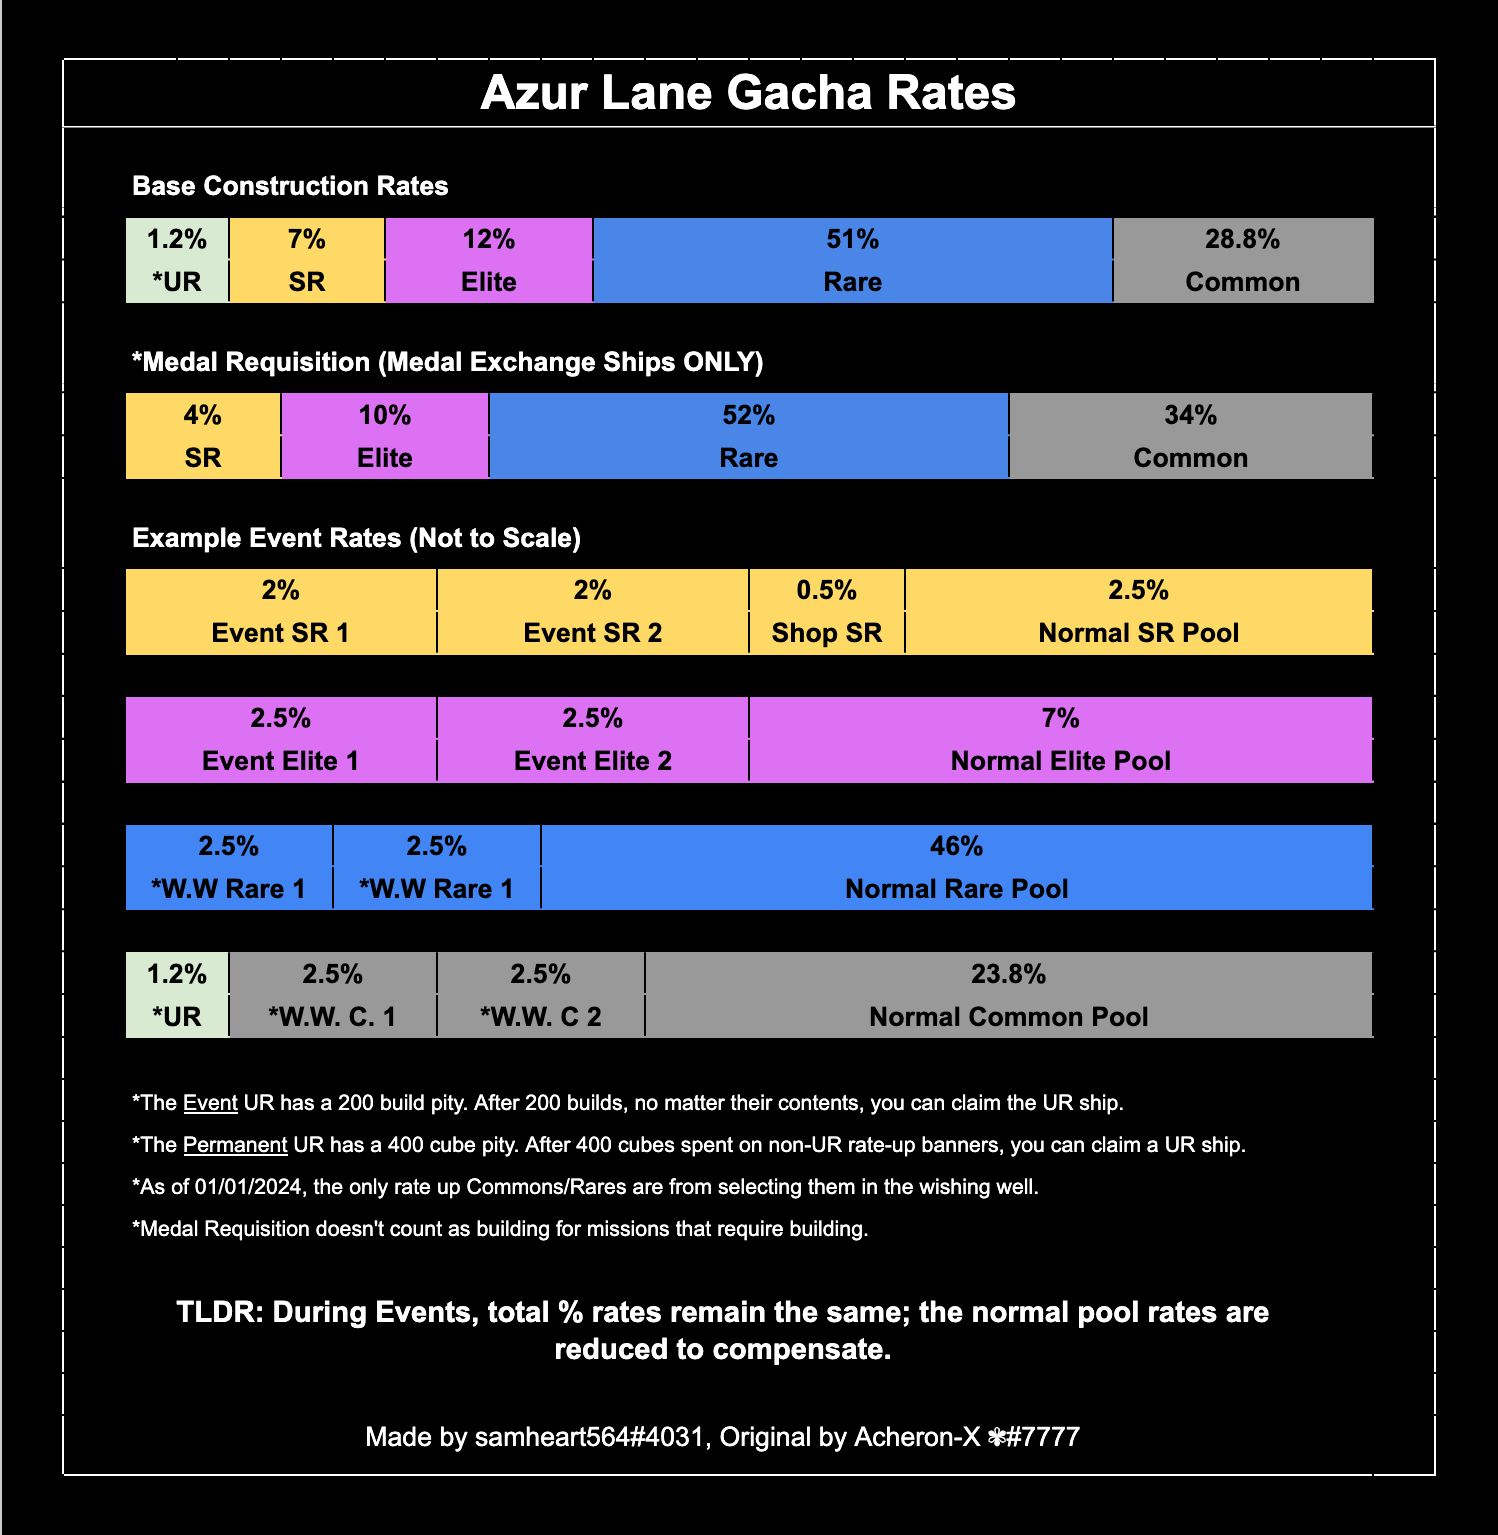 Azur Lane Gacha Rates
Base Construction Rates
1.2% 7% 12% 51% 28.8%
*UR SR Elite Rare Common
*Medal Requisition (Medal Exchange Ships ONLY)
4% 10% 52% 34%
SR Elite Rare Common
Example Event Rates (Not to Scale)
2% 2% 0.5% 2.5%
Event SR 1 Event SR 2 Shop SR Normal SR Pool
2.5% 2.5% 7%
Event Elite 1 Event Elite 2 Normal Elite Pool
2.5% 2.5% 46%
*W.W Rare 1 *W.W Rare 1 Normal Rare Pool
1.2% 2.5% 2.5% 23.8%
*UR *W.W. C. 1 *W.W. C 2 Normal Common Pool
*The Event UR has a 200 build pity. After 200 builds, no matter their contents, you can claim the UR ship.
*The Permanent UR has a 400 cube pity. After 400 cubes spent on non-UR rate-up banners, you can claim a UR ship.
*As of 01/01/2024, the only rate up Commons/Rares are from selecting them in the wishing well.
*Medal Requisition doesn't count as building for missions that require building.
TLDR: During Events, total % rates remain the same; the normal pool rates are
reduced to compensate.
Made by samheart564#4031, Original by Acheron-X ✾#7777